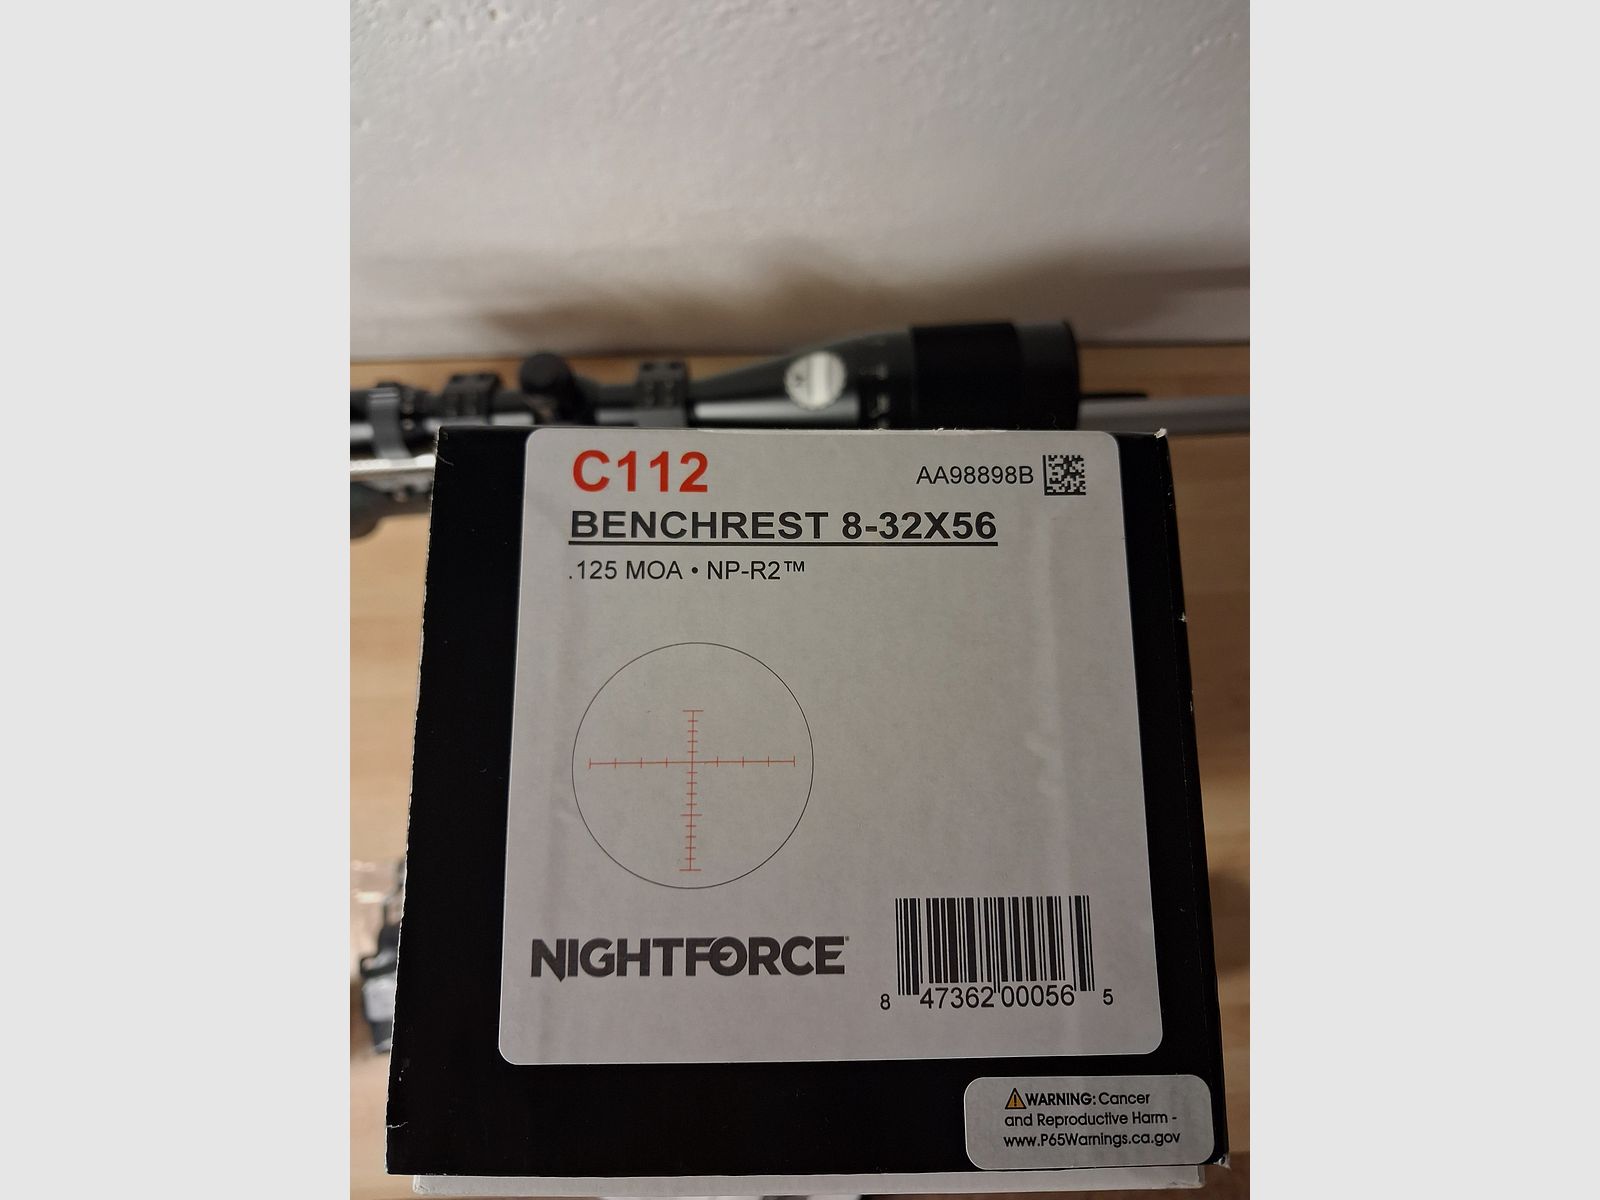 C112
AA98898B
BENCHREST 8-32X56
.125 MOA • NP-R2™
NIGHTFORCE
8 47362 00056 5
WARNING: Cancer
and Reproductive Harm -
www.P65Warnings.ca.gov